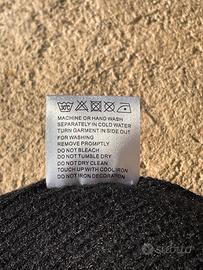 MACHINE OR HAND WASH
SEPARATELY IN COLD WATER
TURN GARMENT IN SIDE OUT
FOR WASHING
REMOVE PROMPTLY
DO NOT BLEACH
DO NOT TUMBLE DRY
DO NOT DRY CLEAN
TOUCH UP WITH COOL IRON
DO NOT IRON DECORATION
subito